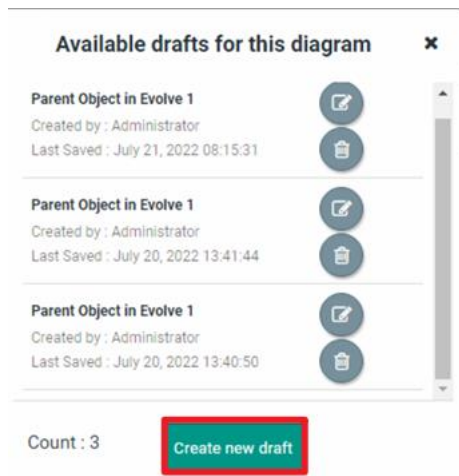 Available drafts for this diagram
Parent Object in Evolve 1
Created by : Administrator
Last Saved : July 21, 2022 08:15:31
Parent Object in Evolve 1
Created by : Administrator
Last Saved : July 20, 2022 13:41:44
Parent Object in Evolve 1
Created by : Administrator
Last Saved : July 20, 2022 13:40:50
Count : 3
Create new draft